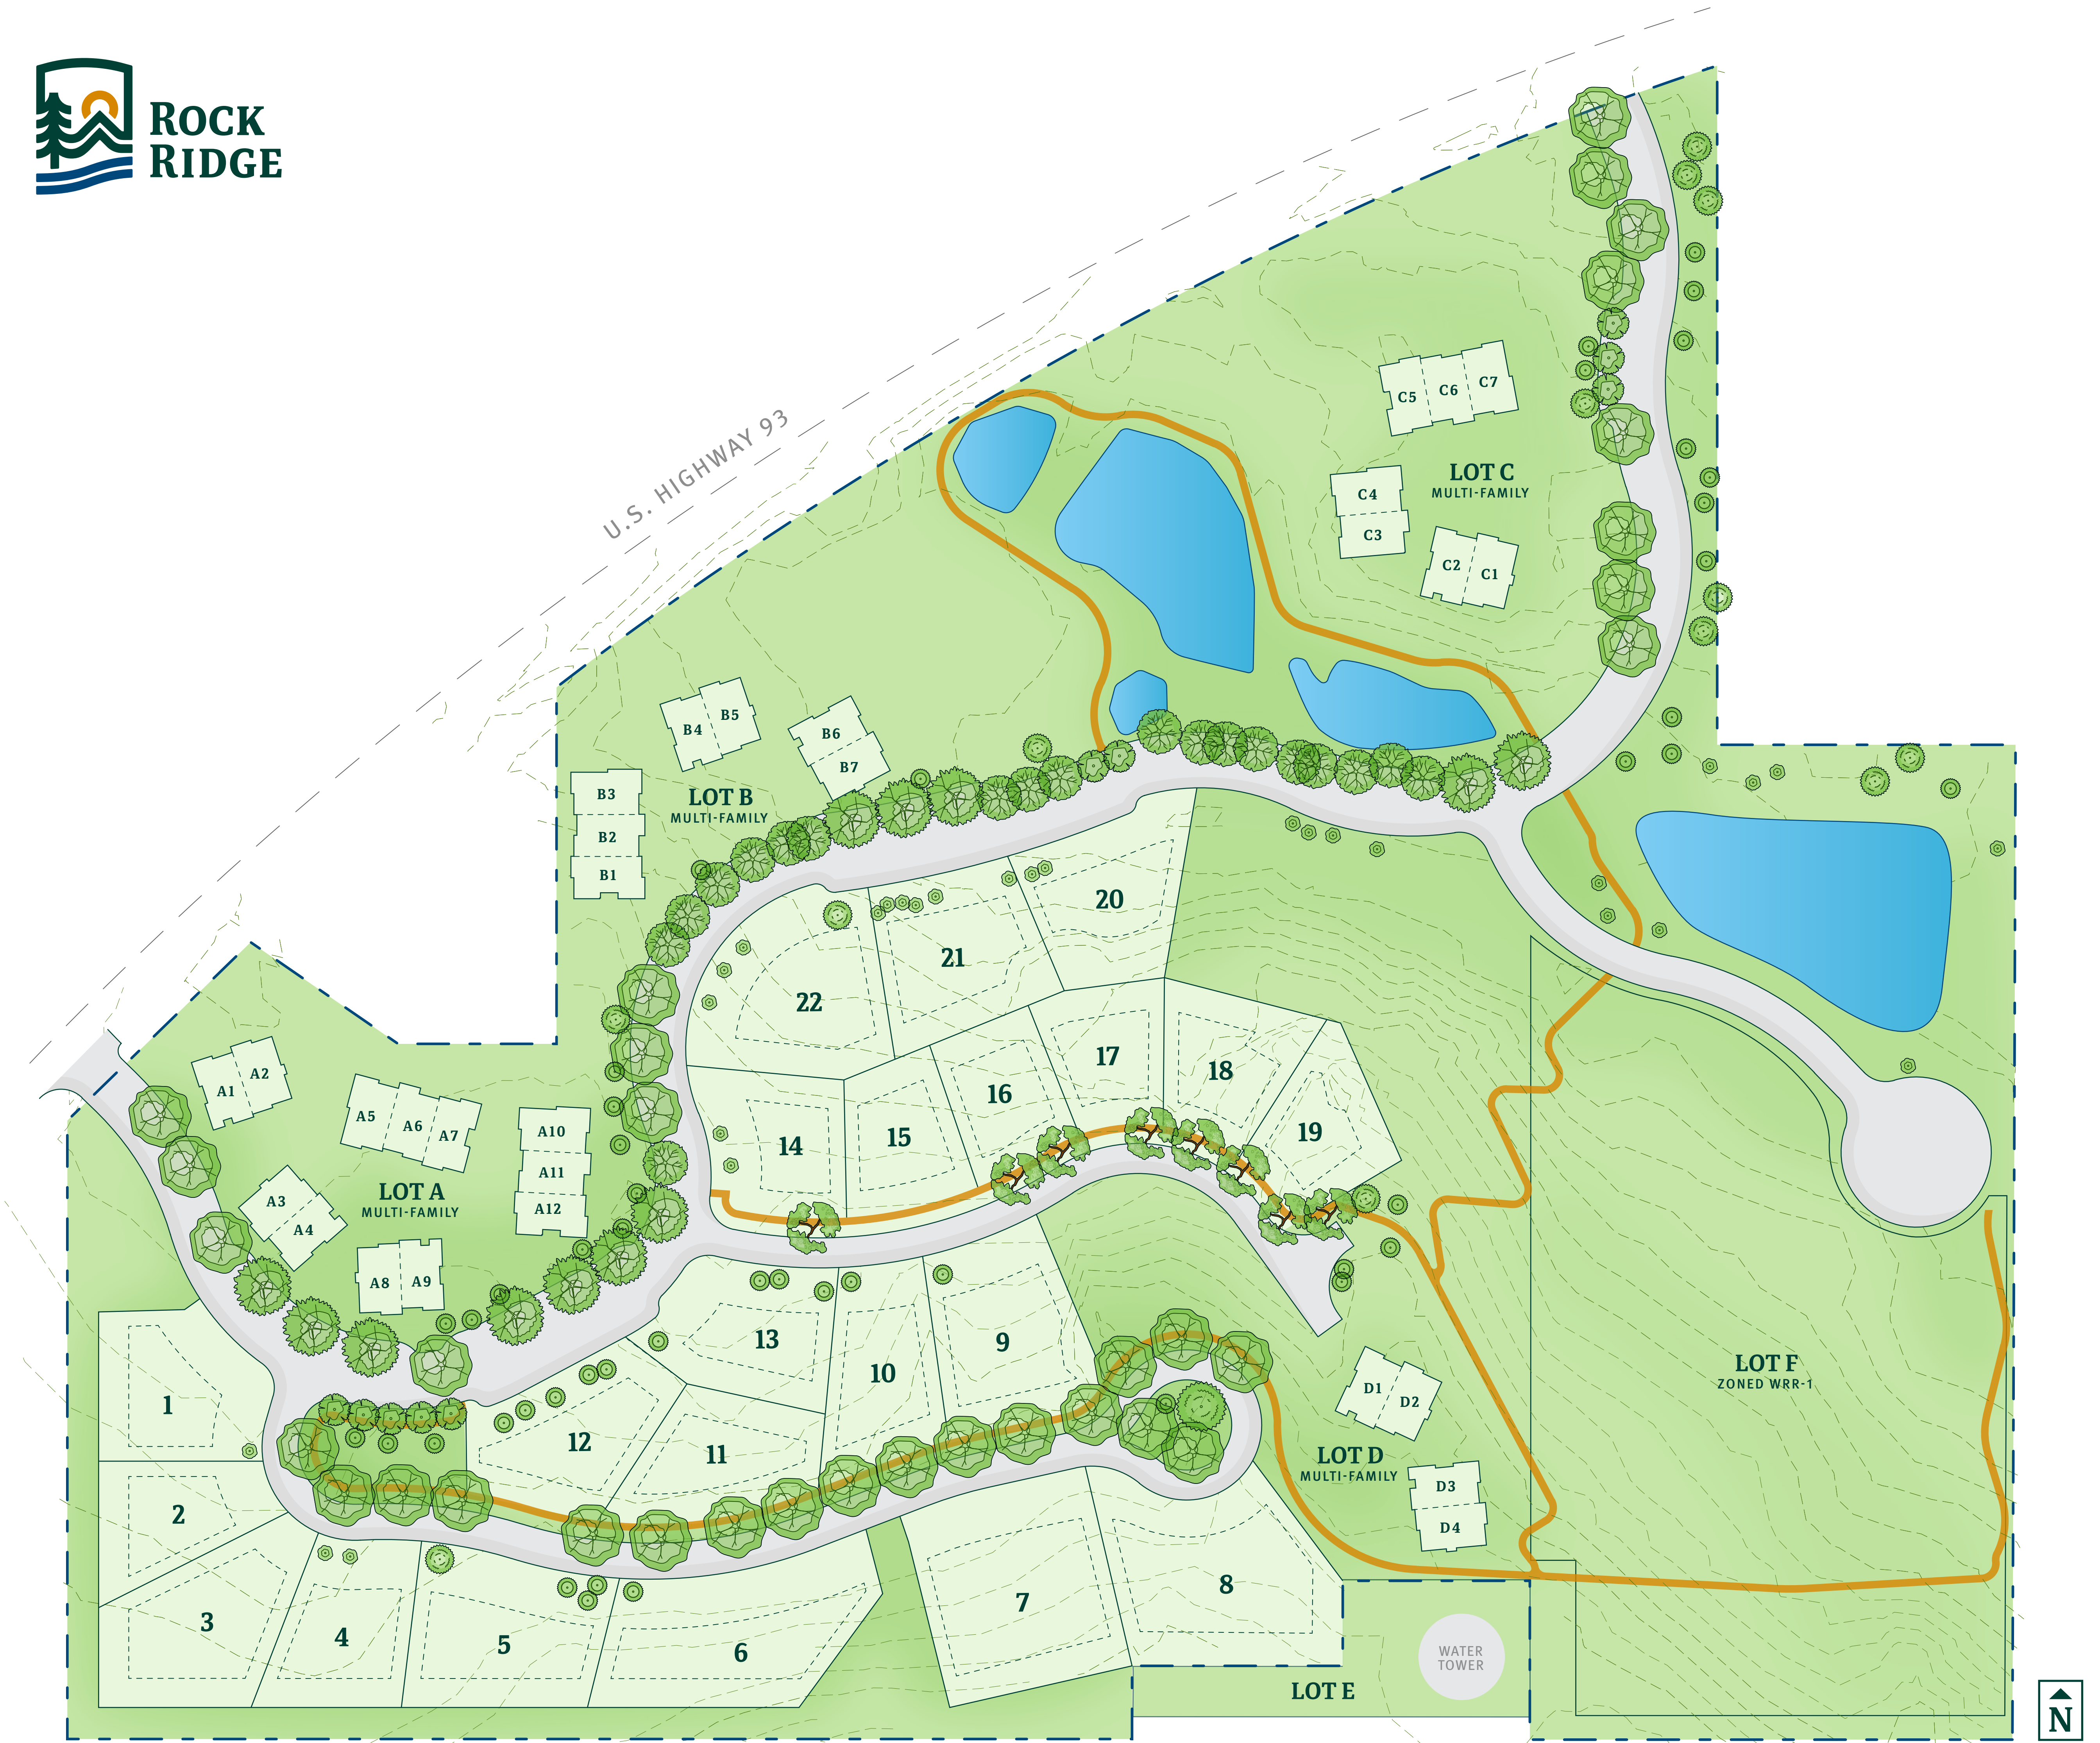 ROCK
RIDGE
U.S. HIGHWAY 93
C5
C6
C7
C4
C3
LOT C
MULTI-FAMILY
C2
C1
B4
B5
B6
B7
B3
B2
B1
LOT B
MULTI-FAMILY
20
21
22
17
18
16
19
15
14
A1
A2
A5
A6
A7
A10
A11
A12
A3
A4
LOT A
MULTI-FAMILY
A8
A9
13
9
10
12
11
1
2
3
4
5
6
7
8
D1
D2
LOT D
MULTI-FAMILY
D3
D4
LOT F
ZONED WRR-1
WATER
TOWER
LOT E
N